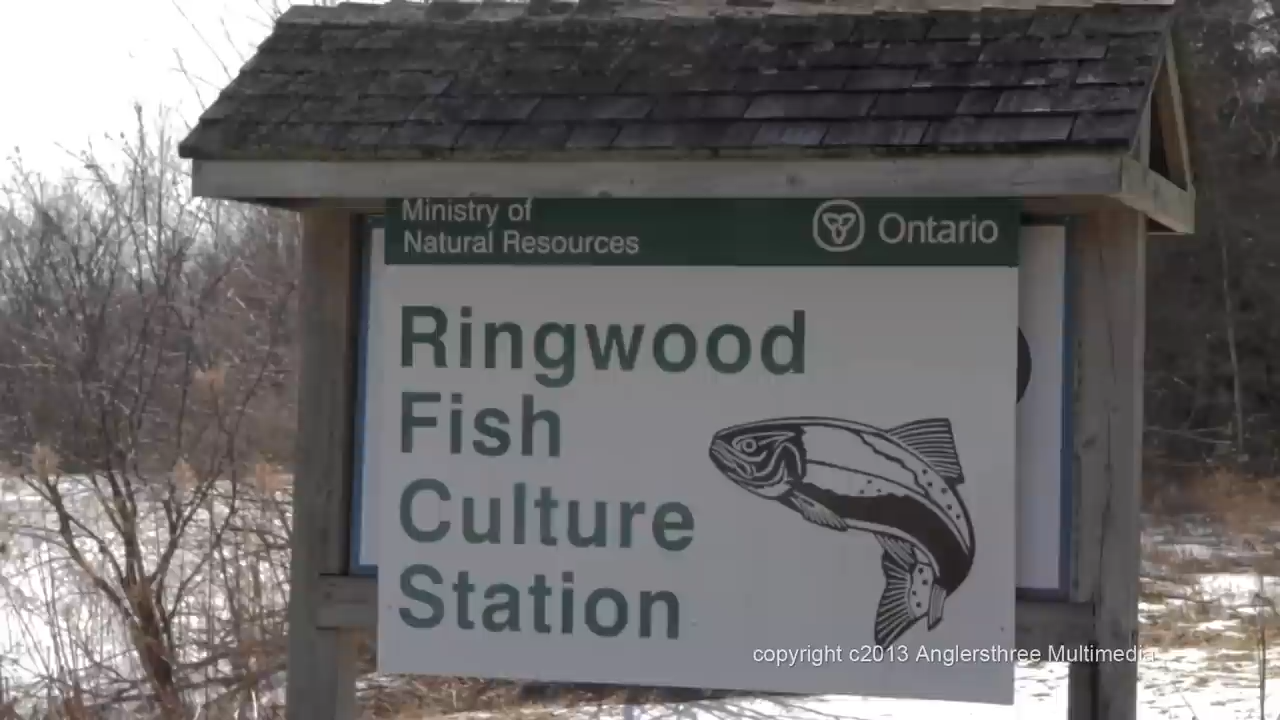 Ministry of
Natural Resources
Ontario
Ringwood
Fish
Culture
Station
copyright c2013 Anglersthree Multimedia